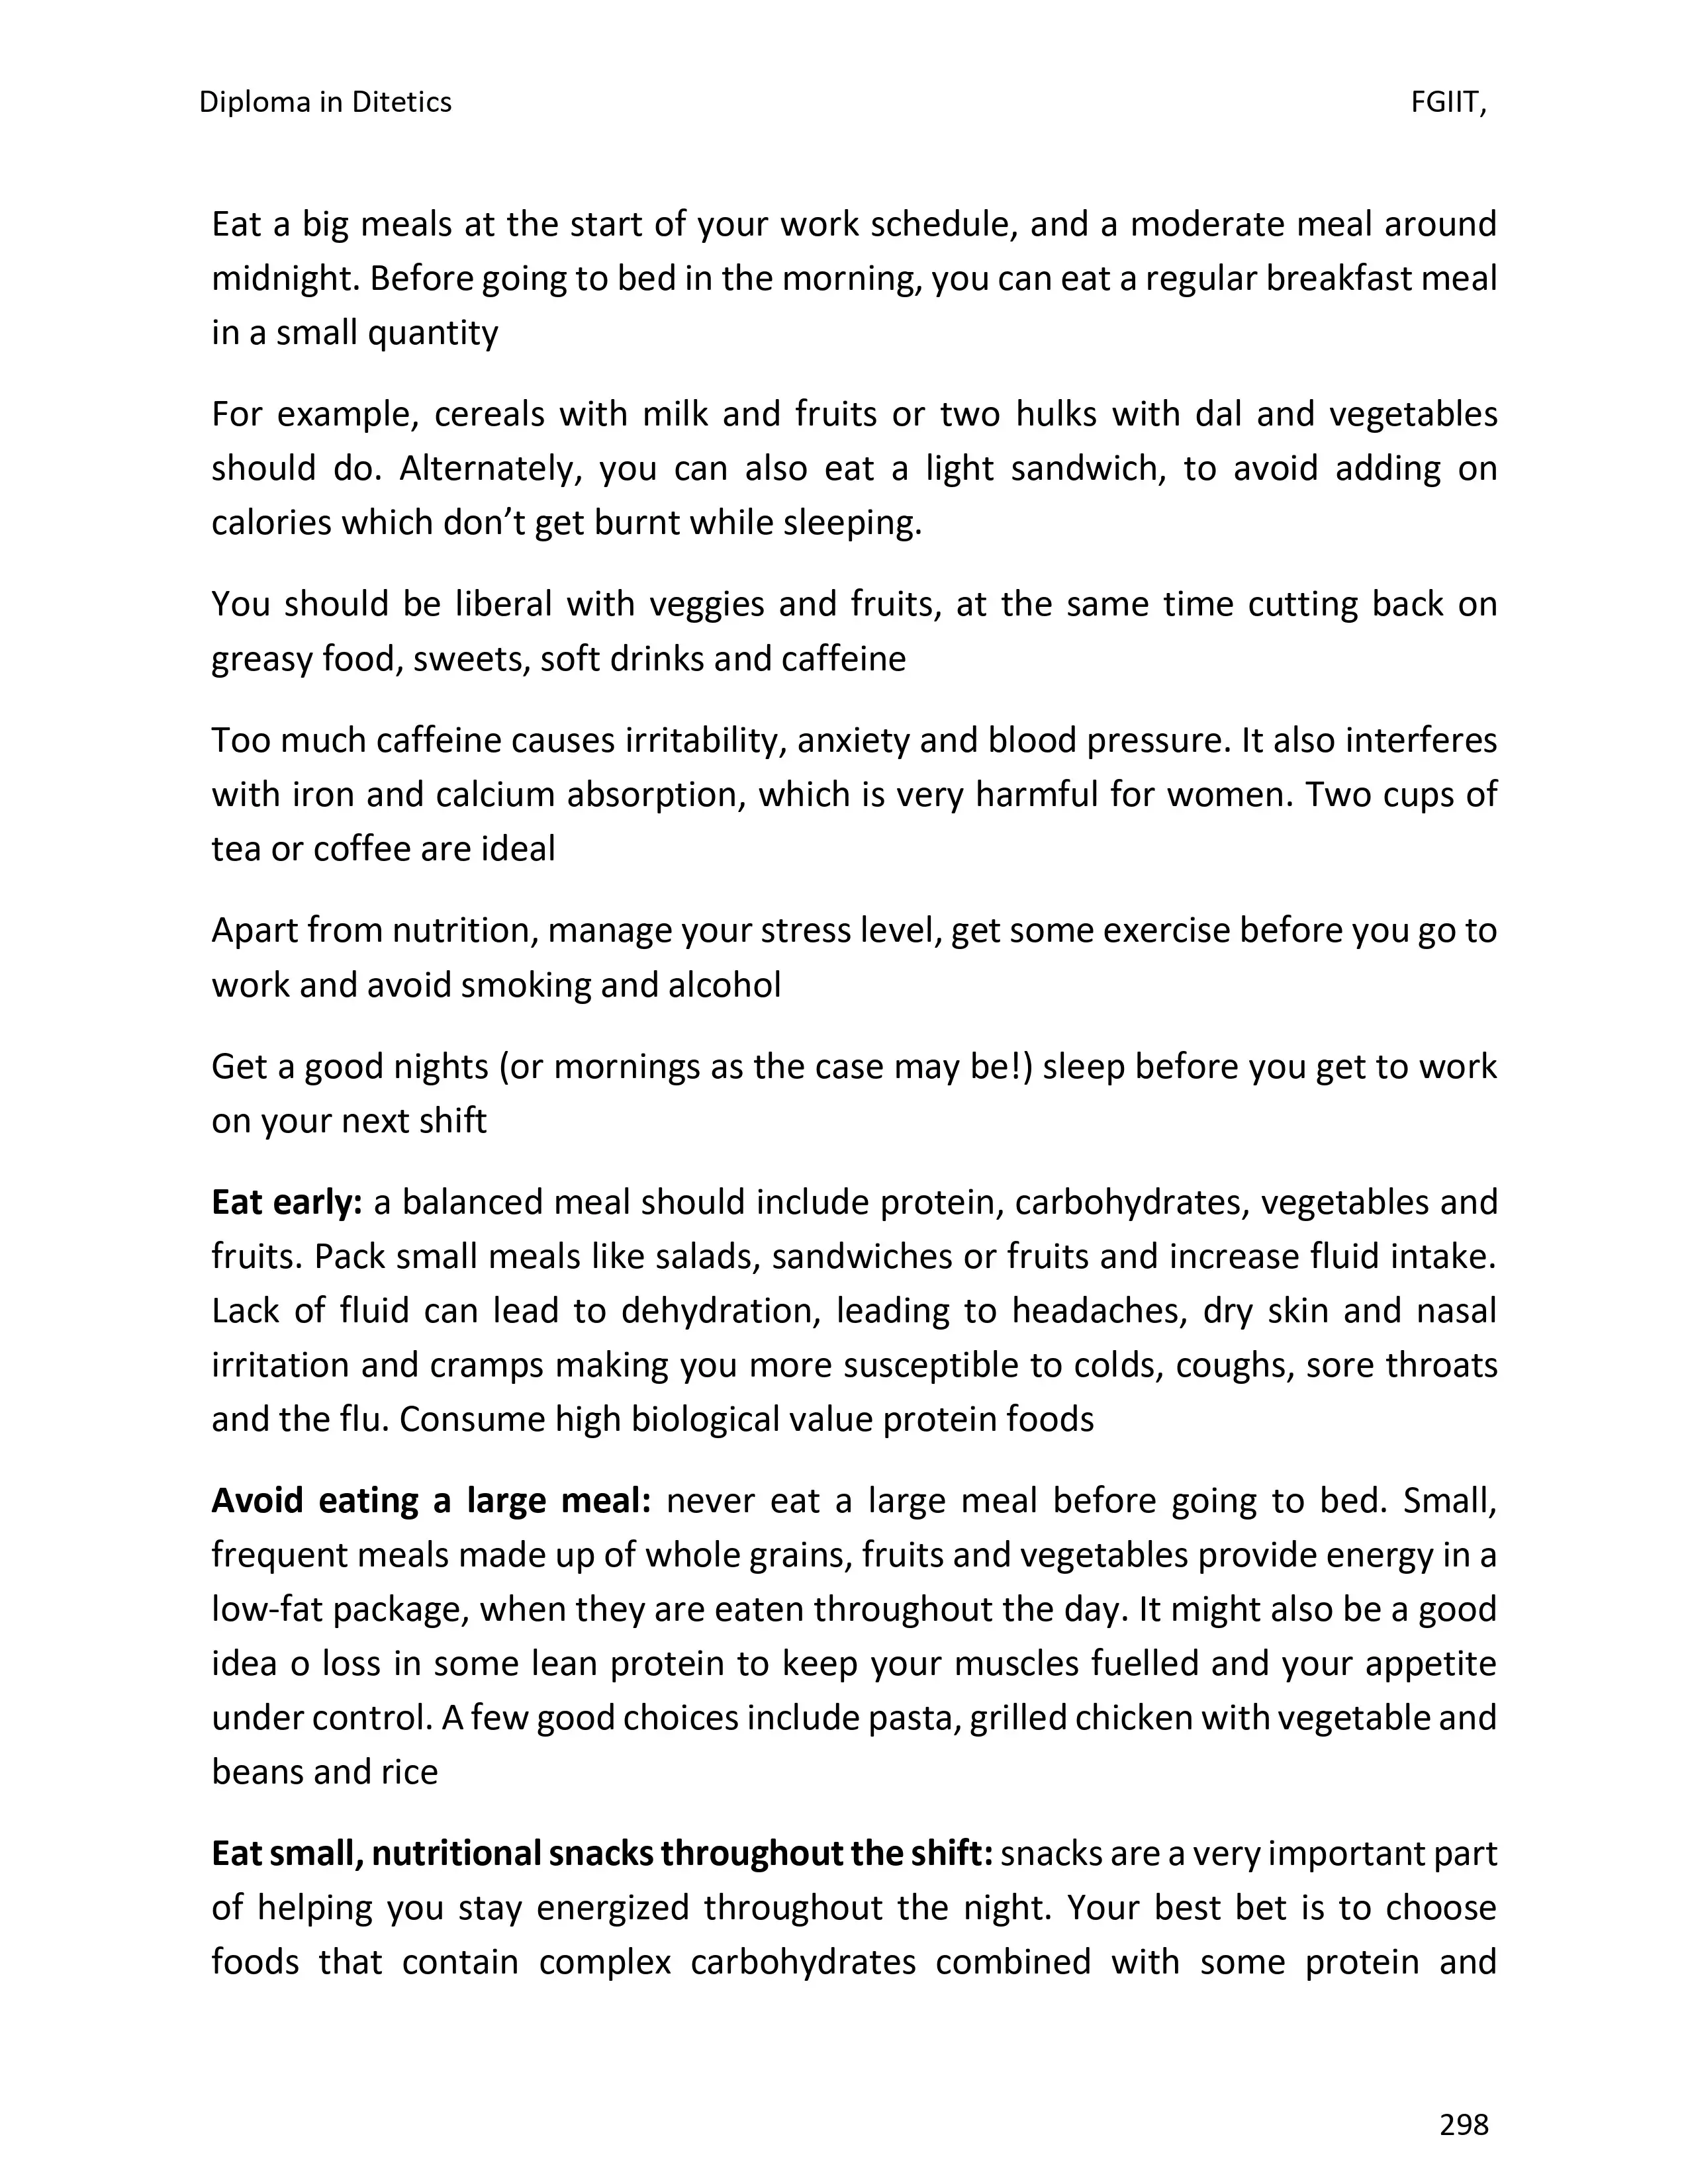 Diploma in Ditetics FGIIT,
Eat a big meals at the start of your work schedule, and a moderate meal around
midnight. Before going to bed in the morning, you can eat a regular breakfast meal
in a small quantity
For example, cereals with milk and fruits or two hulks with dal and vegetables
should do. Alternately, you can also eat a light sandwich, to avoid adding on
calories which don’t get burnt while sleeping.
You should be liberal with veggies and fruits, at the same time cutting back on
greasy food, sweets, soft drinks and caffeine
Too much caffeine causes irritability, anxiety and blood pressure. It also interferes
with iron and calcium absorption, which is very harmful for women. Two cups of
tea or coffee are ideal
Apart from nutrition, manage your stress level, get some exercise before you go to
work and avoid smoking and alcohol
Get a good nights (or mornings as the case may be!) sleep before you get to work
on your next shift
Eat early: a balanced meal should include protein, carbohydrates, vegetables and
fruits. Pack small meals like salads, sandwiches or fruits and increase fluid intake.
Lack of fluid can lead to dehydration, leading to headaches, dry skin and nasal
irritation and cramps making you more susceptible to colds, coughs, sore throats
and the flu. Consume high biological value protein foods
Avoid eating a large meal: never eat a large meal before going to bed. Small,
frequent meals made up of whole grains, fruits and vegetables provide energy in a
low-fat package, when they are eaten throughout the day. It might also be a good
idea o loss in some lean protein to keep your muscles fuelled and your appetite
under control. A few good choices include pasta, grilled chicken with vegetable and
beans and rice
Eat small, nutritional snacks throughout the shift: snacks are a very important part
of helping you stay energized throughout the night. Your best bet is to choose
foods that contain complex carbohydrates combined with some protein and
298